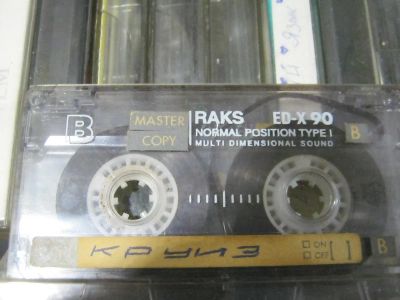 B
MASTER
COPY
RAKS ED-X 90
NORMAL POSITION TYPE I
MULTI DIMENSIONAL SOUND
B
КРУИЗ
ON
OFF [ ]
B